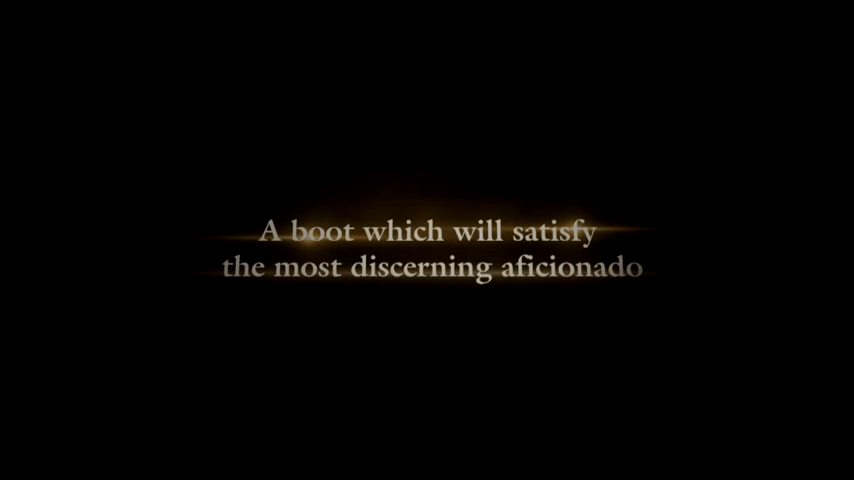 A boot which will satisfy
the most discerning aficionado